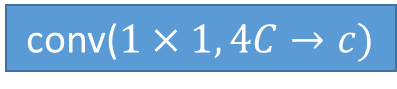 conv(1 × 1, 4C → c)